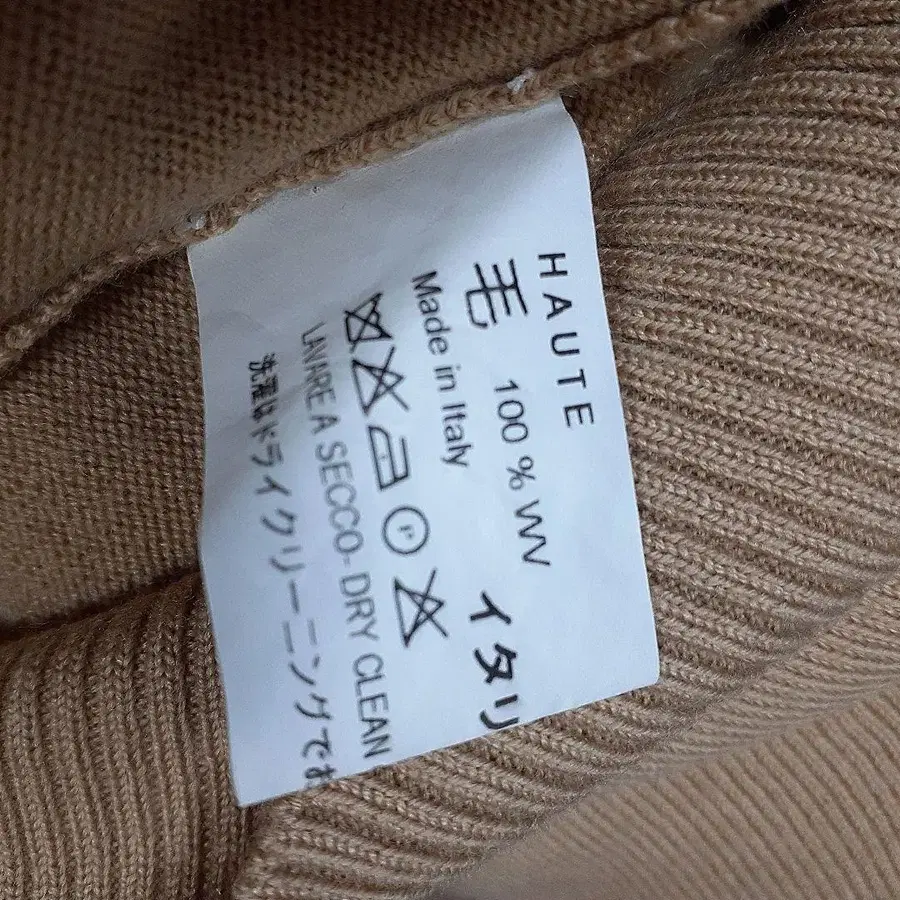 HAUTE
毛 100 % WV
Made in Italy イタリ
P
LAVARE A SECCO- DRY CLEAN
洗濯はドライクリーニングでお